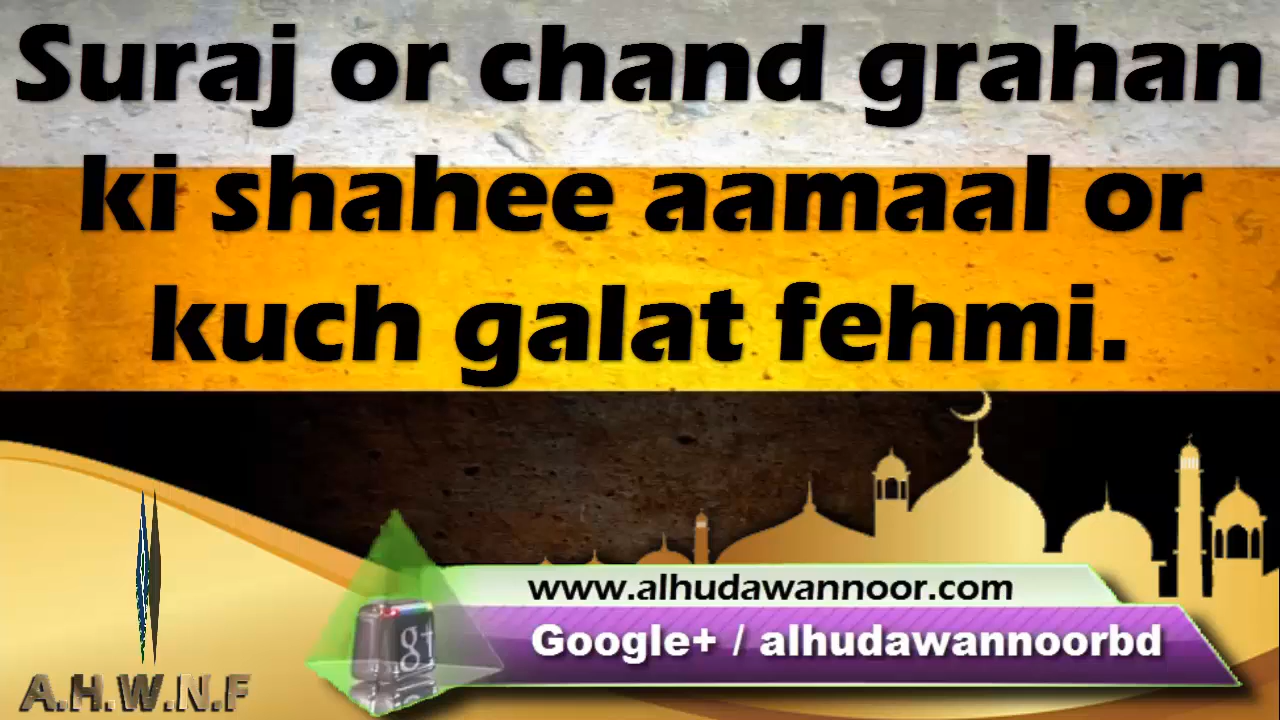 Suraj or chand grahan
ki shahee aamaal or
kuch galat fehmi.
www.alhudawannoor.com
Google+ / alhudawannoorbd
g+
A.H.W.N.F